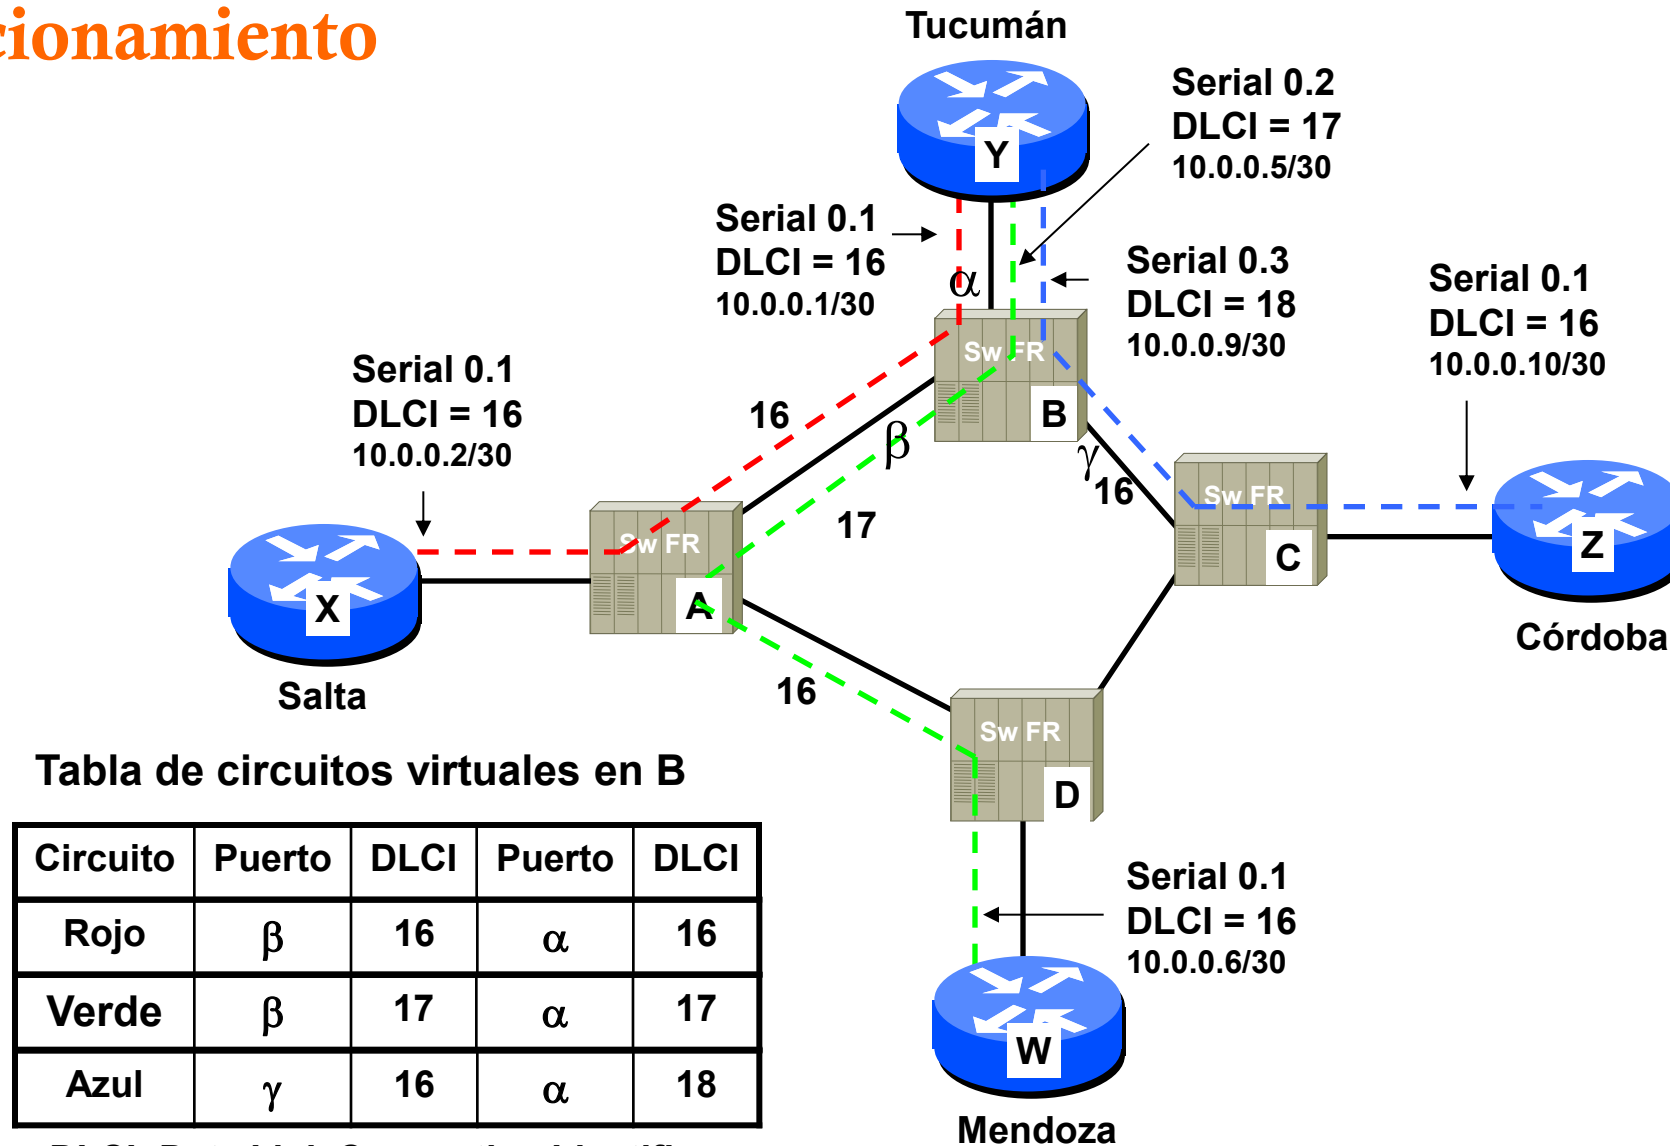 cionamiento
Tucumán
Y
Serial 0.2
DLCI = 17
10.0.0.5/30
Serial 0.1
DLCI = 16
10.0.0.1/30
α
Serial 0.3
DLCI = 18
10.0.0.9/30
Serial 0.1
DLCI = 16
10.0.0.10/30
Serial 0.1
DLCI = 16
10.0.0.2/30
Sw FR
B
16
β
γ
16
17
Sw FR
A
Sw FR
C
Z
Córdoba
X
Salta
16
Sw FR
D
Serial 0.1
DLCI = 16
10.0.0.6/30
W
Mendoza
Tabla de circuitos virtuales en B
Circuito Puerto DLCI Puerto DLCI
Rojo β 16 α 16
Verde β 17 α 17
Azul γ 16 α 18